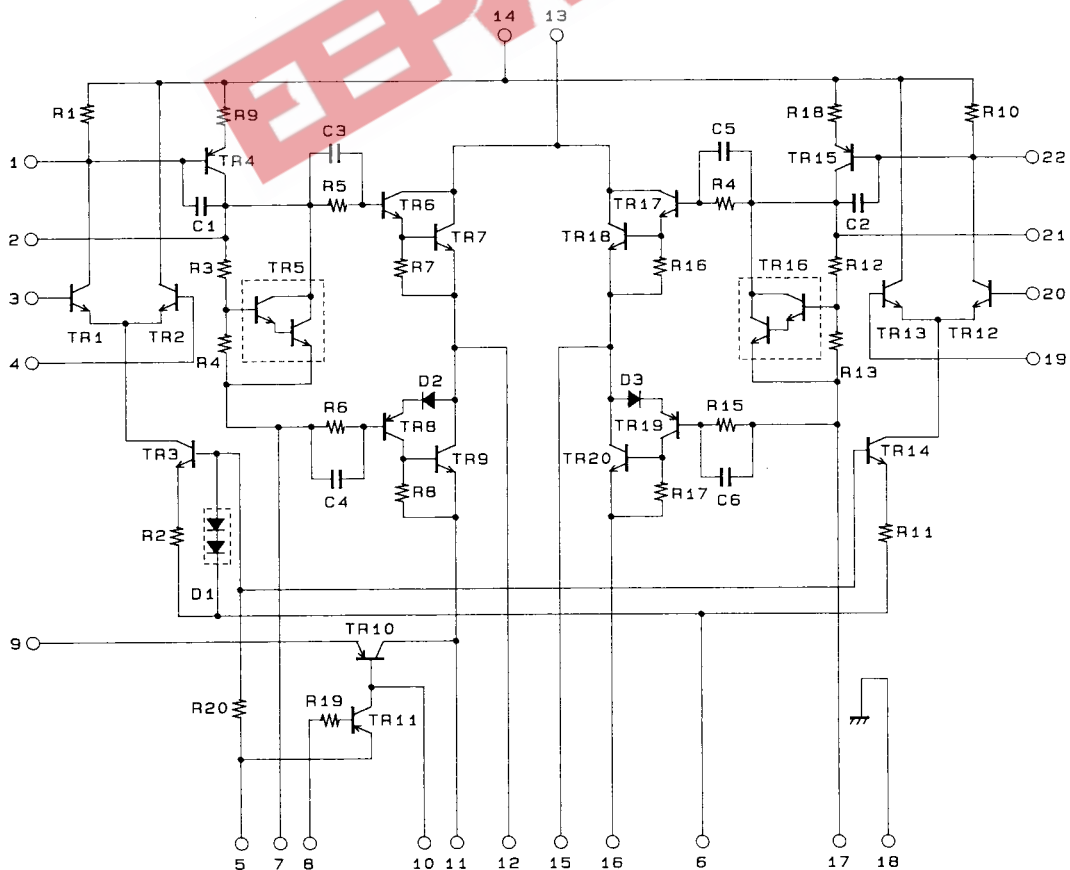 14 13
R1 R9 C3 C5 R18 R10
1 TR4 R5 TR6 TR17 R4 TR15 22
C1 C2
2 TR7 TR18 21
R3 TR5 R7 R16 TR16 R12
3 TR1 TR2 TR13 TR12 20
4 R4 R13 19
D2 D3
R6 TR8 TR19 R15
TR3 TR9 TR20 TR14
C4 R8 R17 C6
R2 R11
D1
9 TR10
R20 R19 TR11
5 7 8 10 11 12 15 16 6 17 18